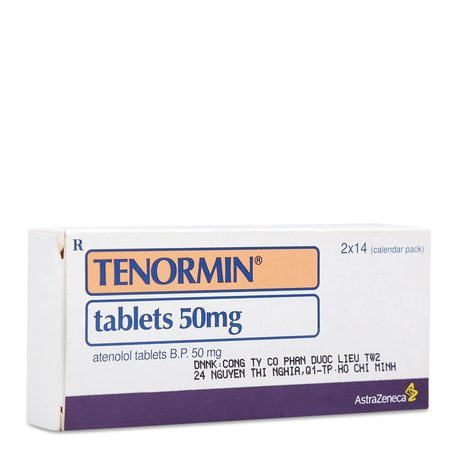 R
2x14 (calendar pack)
TENORMIN®
tablets 50mg
atenolol tablets B.P. 50 mg
DNNK:CONG TY CO PHAN DUOC LIEU TW2
24 NGUYEN THI NGHIA,Q1-TP.HO CHI MINH
AstraZeneca